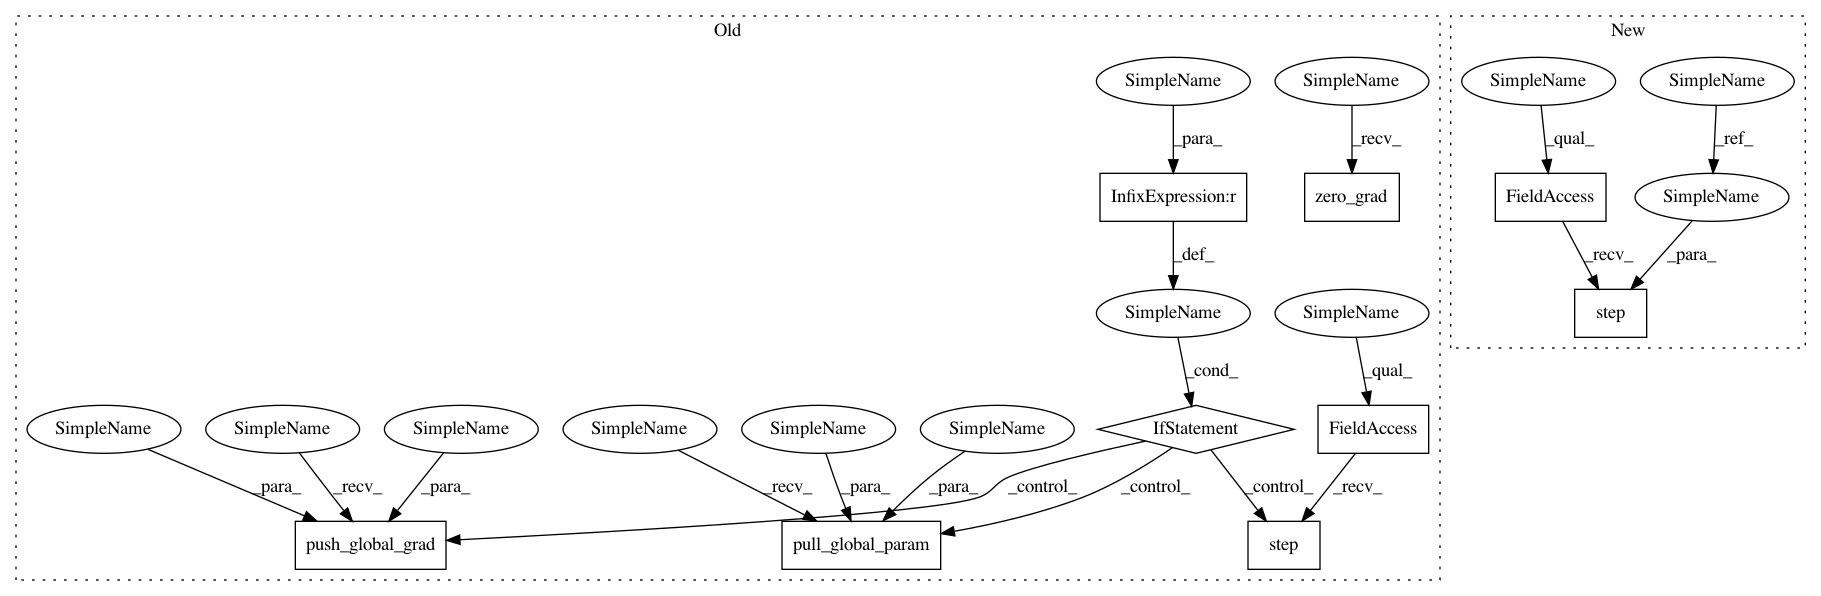 Old
New
SimpleName
SimpleName
SimpleName
SimpleName
_para_
_recv_
_qual_
_ref_
InfixExpression:r
zero_grad
FieldAccess
SimpleName
_def_
_recv_
_para_
SimpleName
SimpleName
step
_cond_
_qual_
SimpleName
SimpleName
SimpleName
SimpleName
SimpleName
SimpleName
IfStatement
FieldAccess
_para_
_recv_
_para_
_recv_
_para_
_para_
_control_
_control_
_control_
_recv_
push_global_grad
pull_global_param
step